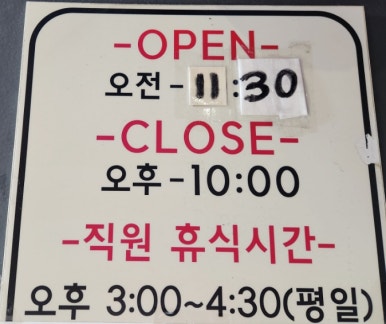 -OPEN-
오전-11:30
-CLOSE-
오후-10:00
-직원 휴식시간-
오후 3:00~4:30(평일)